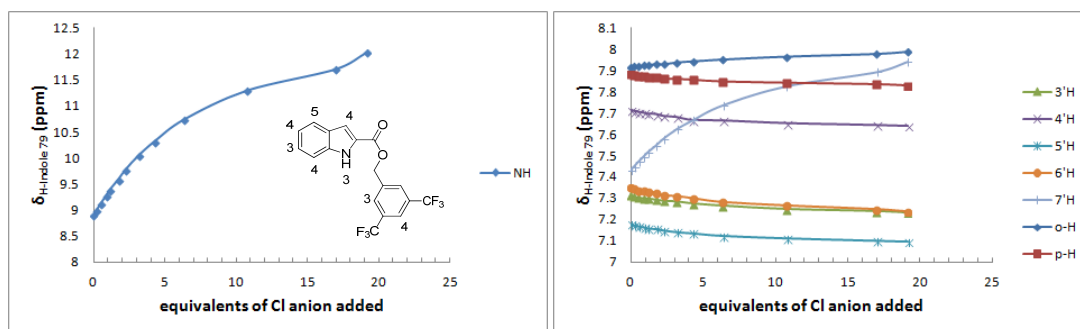 12.5
12
11.5
11
10.5
10
9.5
9
8.5
8
0 5 10 15 20 25
δH-Indole 79 (ppm)
equivalents of Cl anion added
NH
5
4
4
O
3
O
N
H
4
3
3
CF3
F3C
4
8.1
8
7.9
7.8
7.7
7.6
7.5
7.4
7.3
7.2
7.1
7
0 5 10 15 20 25
δH-Indole 79 (ppm)
equivalents of Cl anion added
3'H
4'H
5'H
6'H
7'H
o-H
p-H